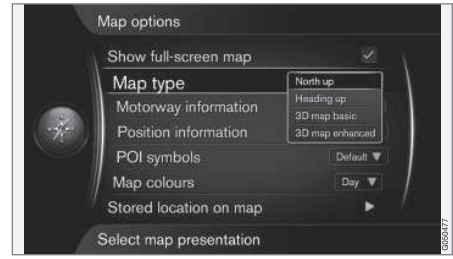 Map options
Show full-screen map
Map type
North up
Heading up
3D map basic
3D map enhanced
Motorway information
Position information
POI symbols
Default
Map colours
Day
Stored location on map
Select map presentation
G050477